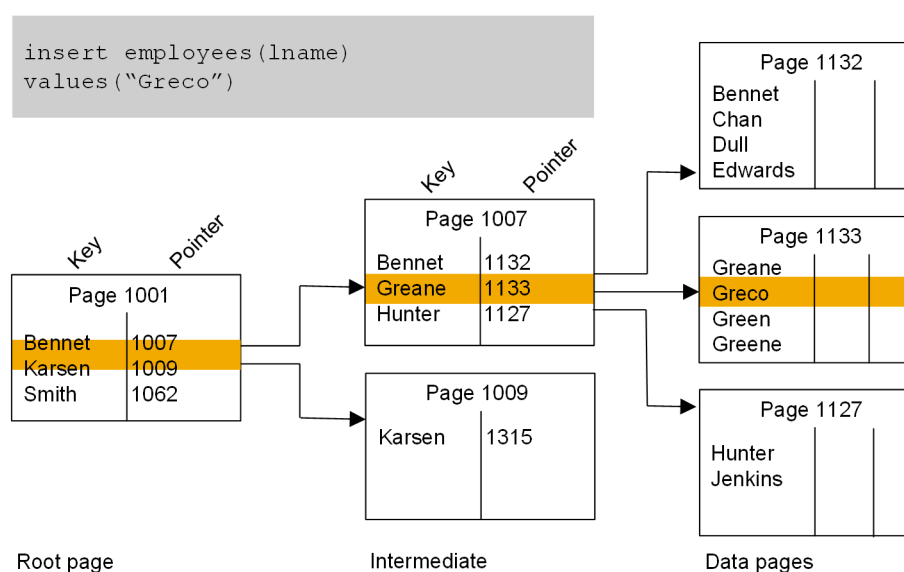 insert employees(lname)
values(“Greco”)
Key
Pointer
Page 1001
Bennet 1007
Karsen 1009
Smith 1062
Root page
Key
Pointer
Page 1007
Bennet 1132
Greane 1133
Hunter 1127
Page 1009
Karsen 1315
Intermediate
Page 1132
Bennet
Chan
Dull
Edwards
Page 1133
Greane
Greco
Green
Greene
Page 1127
Hunter
Jenkins
Data pages